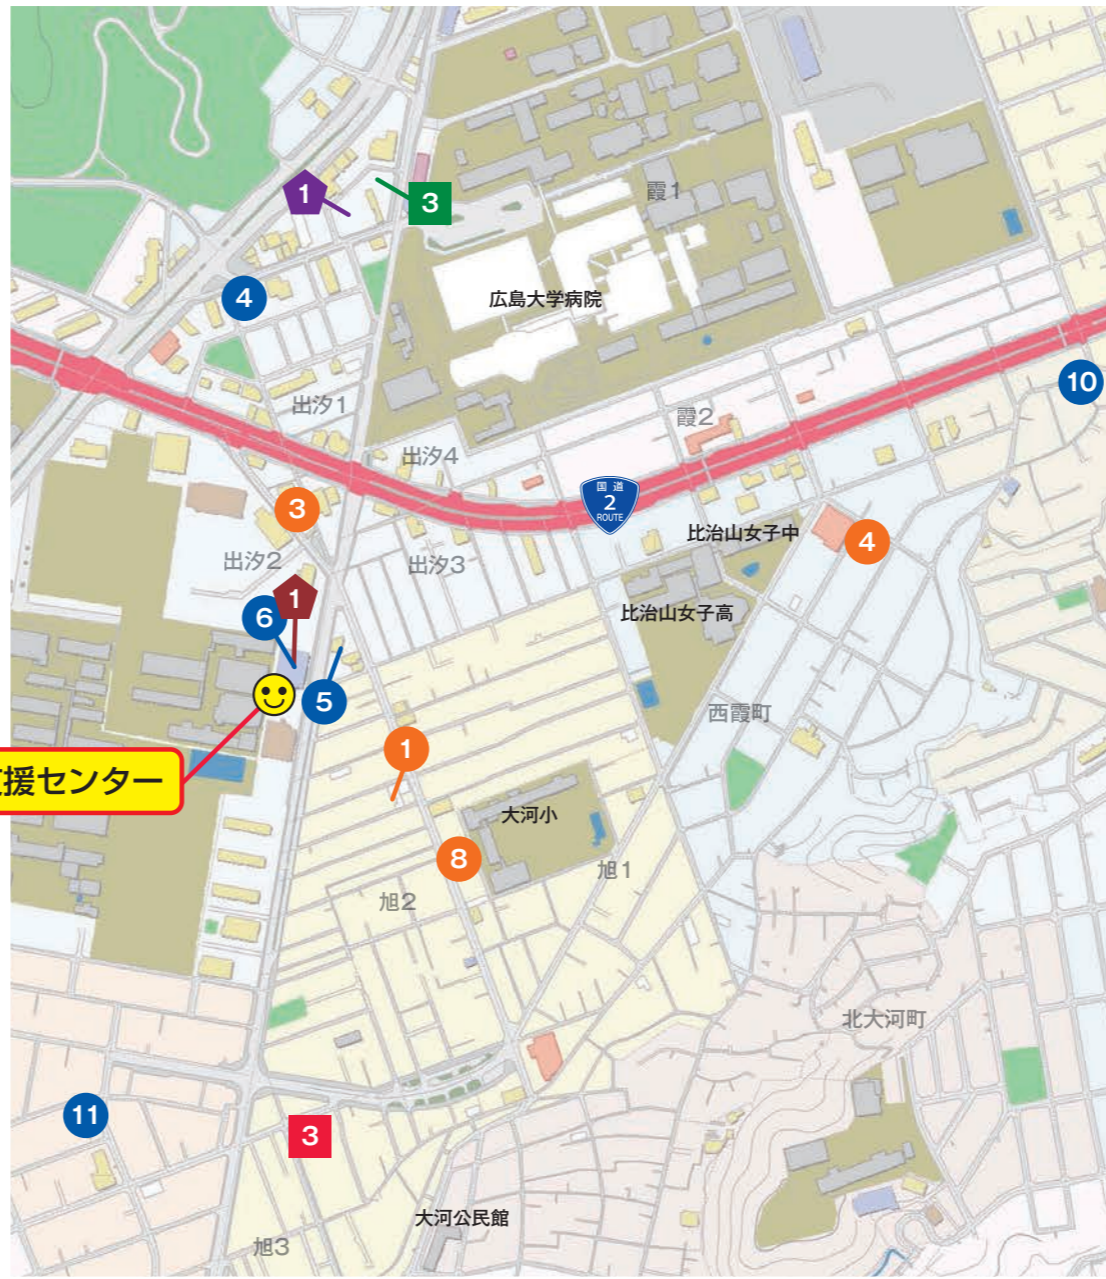 1
3
霞1
4
広島大学病院
10
出汐1
霞2
出汐4
国道
2
ROUTE
3
比治山女子中
4
出汐2
出汐3
1
6
比治山女子高
5
西霞町
1
援センター
大河小
8
旭1
旭2
北大河町
11
3
大河公民館
旭3